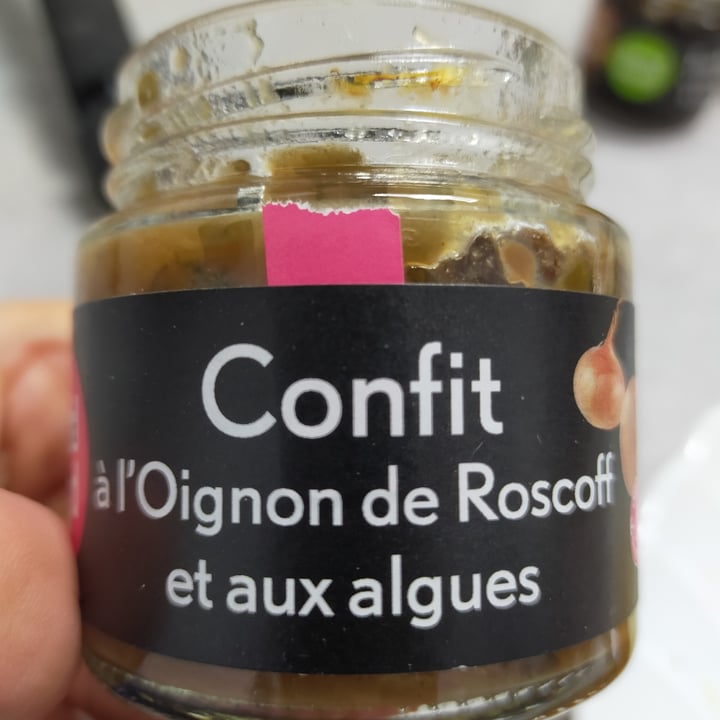 Confit
à l'Oignon de Roscoff
et aux algues